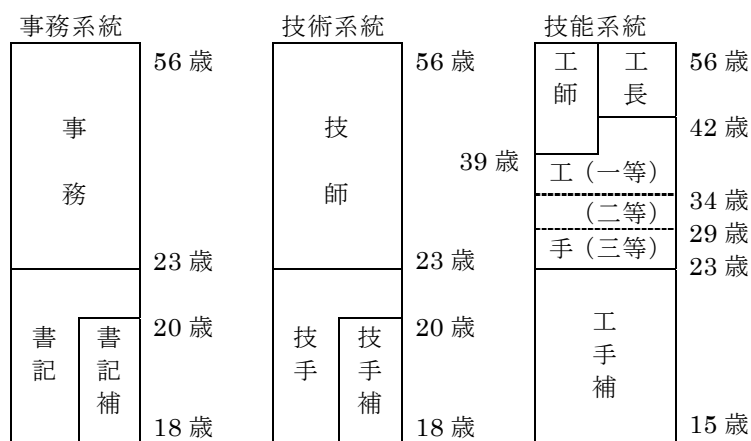 事務系統
56 歳
事務
23 歳
書記
書記補
20 歳
18 歳
技術系統
56 歳
技師
23 歳
技手
技手補
20 歳
18 歳
技能系統
工師
工長
56 歳
42 歳
39 歳
工（一等）
34 歳
（二等）
29 歳
手（三等）
23 歳
工手補
15 歳